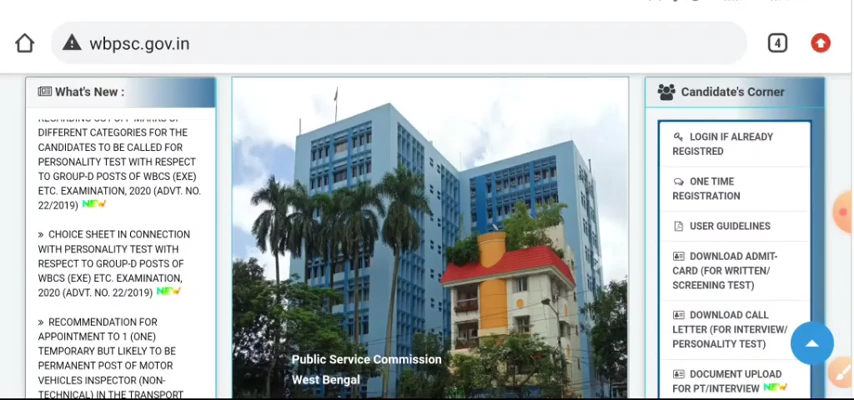 wbpsc.gov.in
4
What's New :
REGARDING CUT OFF MARKS OF
DIFFERENT CATEGORIES FOR THE
CANDIDATES TO BE CALLED FOR
PERSONALITY TEST WITH RESPECT
TO GROUP-D POSTS OF WBCS (EXE)
ETC. EXAMINATION, 2020 (ADVT. NO.
22/2019) NEW
» CHOICE SHEET IN CONNECTION
WITH PERSONALITY TEST WITH
RESPECT TO GROUP-D POSTS OF
WBCS (EXE) ETC. EXAMINATION,
2020 (ADVT. NO. 22/2019) NEW
» RECOMMENDATION FOR
APPOINTMENT TO 1 (ONE)
TEMPORARY BUT LIKELY TO BE
PERMANENT POST OF MOTOR
VEHICLES INSPECTOR (NON-
TECHNICAL) IN THE TRANSPORT
Public Service Commission
West Bengal
Candidate's Corner
LOGIN IF ALREADY
REGISTRED
ONE TIME
REGISTRATION
USER GUIDELINES
DOWNLOAD ADMIT-
CARD (FOR WRITTEN/
SCREENING TEST)
DOWNLOAD CALL
LETTER (FOR INTERVIEW/
PERSONALITY TEST)
DOCUMENT UPLOAD
FOR PT/INTERVIEW NEW